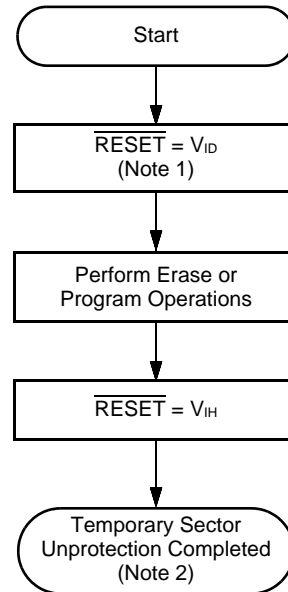 Start
RESET = VID
(Note 1)
Perform Erase or
Program Operations
RESET = VIH
Temporary Sector
Unprotection Completed
(Note 2)